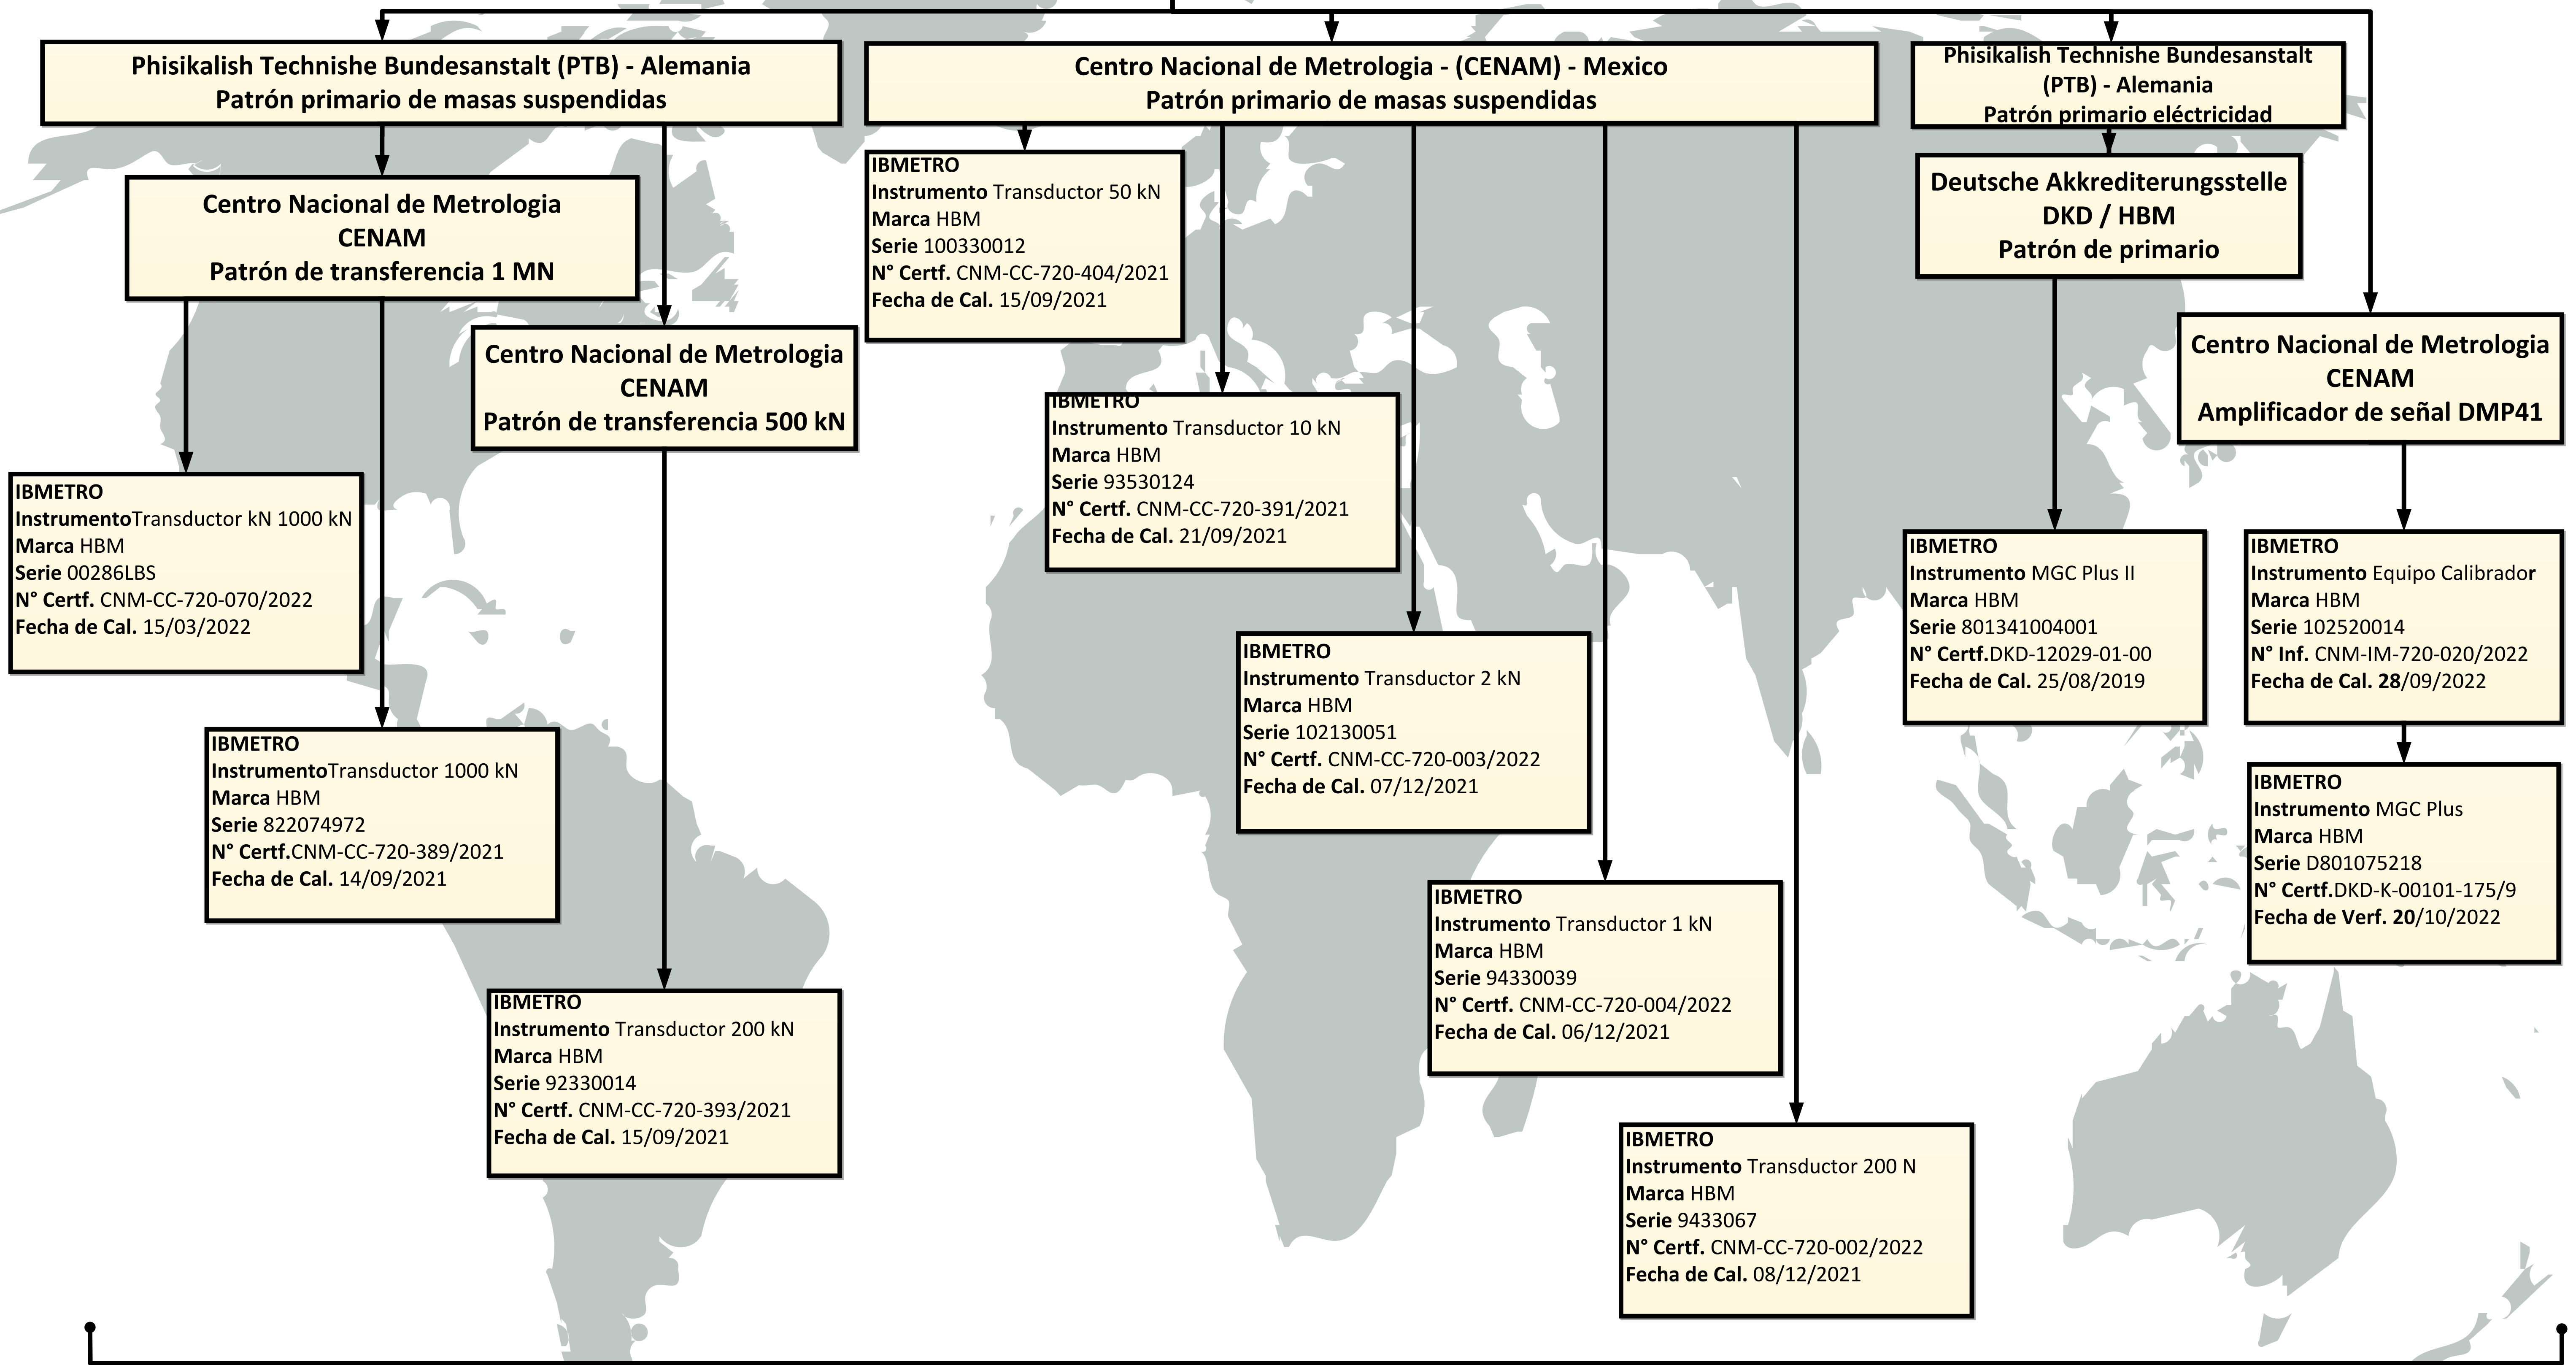 Phisikalish Technishe Bundesanstalt (PTB) - Alemania
Patrón primario de masas suspendidas
Centro Nacional de Metrologia
CENAM
Patrón de transferencia 1 MN
Centro Nacional de Metrologia
CENAM
Patrón de transferencia 500 kN
IBMETRO
InstrumentoTransductor kN 1000 kN
Marca HBM
Serie 00286LBS
N° Certf. CNM-CC-720-070/2022
Fecha de Cal. 15/03/2022
IBMETRO
InstrumentoTransductor 1000 kN
Marca HBM
Serie 822074972
N° Certf.CNM-CC-720-389/2021
Fecha de Cal. 14/09/2021
IBMETRO
Instrumento Transductor 200 kN
Marca HBM
Serie 92330014
N° Certf. CNM-CC-720-393/2021
Fecha de Cal. 15/09/2021
Centro Nacional de Metrologia - (CENAM) - Mexico
Patrón primario de masas suspendidas
IBMETRO
Instrumento Transductor 50 kN
Marca HBM
Serie 100330012
N° Certf. CNM-CC-720-404/2021
Fecha de Cal. 15/09/2021
IBMETRO
Instrumento Transductor 10 kN
Marca HBM
Serie 93530124
N° Certf. CNM-CC-720-391/2021
Fecha de Cal. 21/09/2021
IBMETRO
Instrumento Transductor 2 kN
Marca HBM
Serie 102130051
N° Certf. CNM-CC-720-003/2022
Fecha de Cal. 07/12/2021
IBMETRO
Instrumento Transductor 1 kN
Marca HBM
Serie 94330039
N° Certf. CNM-CC-720-004/2022
Fecha de Cal. 06/12/2021
IBMETRO
Instrumento Transductor 200 N
Marca HBM
Serie 9433067
N° Certf. CNM-CC-720-002/2022
Fecha de Cal. 08/12/2021
Phisikalish Technishe Bundesanstalt
(PTB) - Alemania
Patrón primario eléctricidad
Deutsche Akkrediterungsstelle
DKD / HBM
Patrón de primario
IBMETRO
Instrumento MGC Plus II
Marca HBM
Serie 801341004001
N° Certf.DKD-12029-01-00
Fecha de Cal. 25/08/2019
Centro Nacional de Metrologia
CENAM
Amplificador de señal DMP41
IBMETRO
Instrumento Equipo Calibrador
Marca HBM
Serie 102520014
N° Inf. CNM-IM-720-020/2022
Fecha de Cal. 28/09/2022
IBMETRO
Instrumento MGC Plus
Marca HBM
Serie D801075218
N° Certf.DKD-K-00101-175/9
Fecha de Verf. 20/10/2022